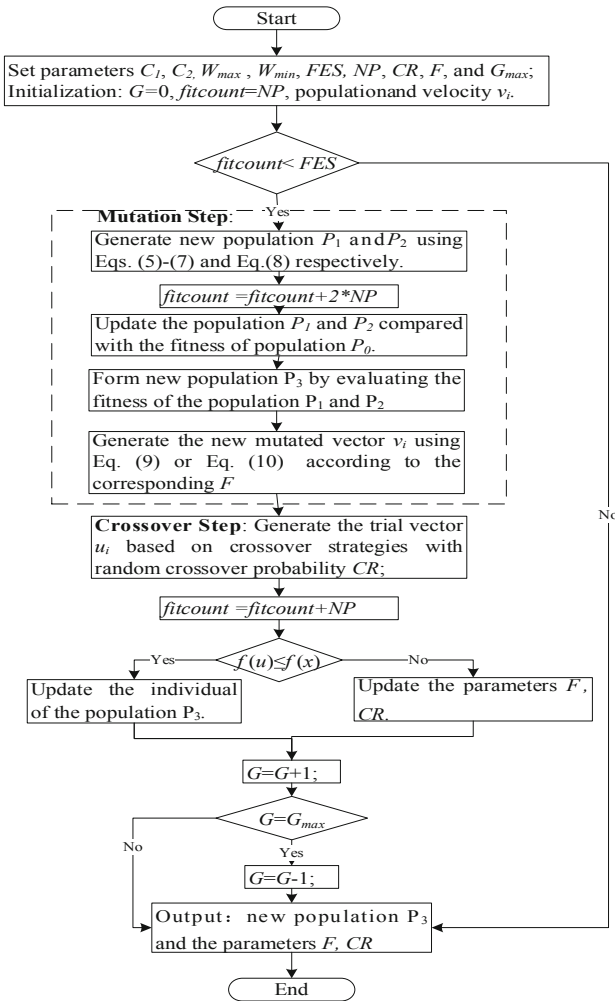 Start
Set parameters C1, C2, Wmax , Wmin, FES, NP, CR, F, and Gmax;
Initialization: G=0, fitcount=NP, populationand velocity vi.
fitcount< FES
Yes
Mutation Step:
Generate new population P1 andP2 using
Eqs. (5)-(7) and Eq.(8) respectively.
fitcount =fitcount+2*NP
Update the population P1 and P2 compared
with the fitness of population P0.
Form new population P3 by evaluating the
fitness of the population P1 and P2
Generate the new mutated vector vi using
Eq. (9) or Eq. (10) according to the
corresponding F
No
Crossover Step: Generate the trial vector
ui based on crossover strategies with
random crossover probability CR;
fitcount =fitcount+NP
Yes
f(u)≤f(x)
No
Update the individual
of the population P3.
Update the parameters F,
CR.
G=G+1;
G=Gmax
No
Yes
G=G-1;
Output: new population P3
and the parameters F, CR
End